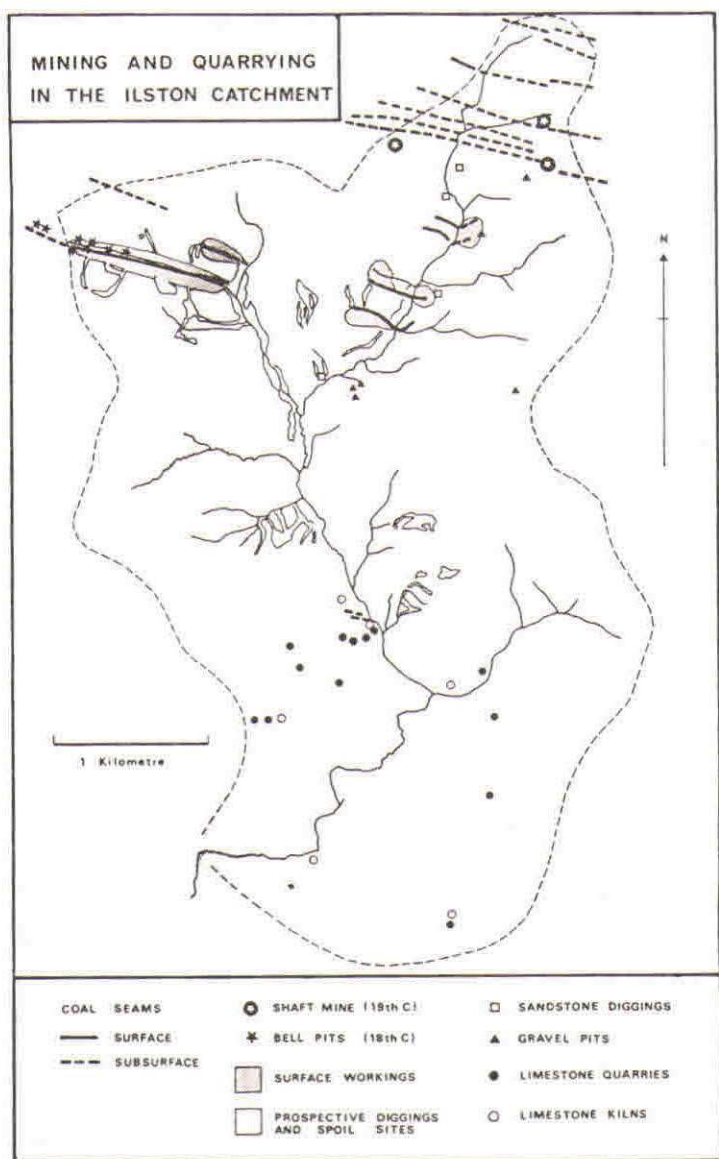 MINING AND QUARRYING
IN THE ILSTON CATCHMENT
N
1 Kilometre
COAL SEAMS
SURFACE
SUBSURFACE
SHAFT MINE (19th C)
BELL PITS (18th C)
SURFACE WORKINGS
PROSPECTIVE DIGGINGS
AND SPOIL SITES
SANDSTONE DIGGINGS
GRAVEL PITS
LIMESTONE QUARRIES
LIMESTONE KILNS